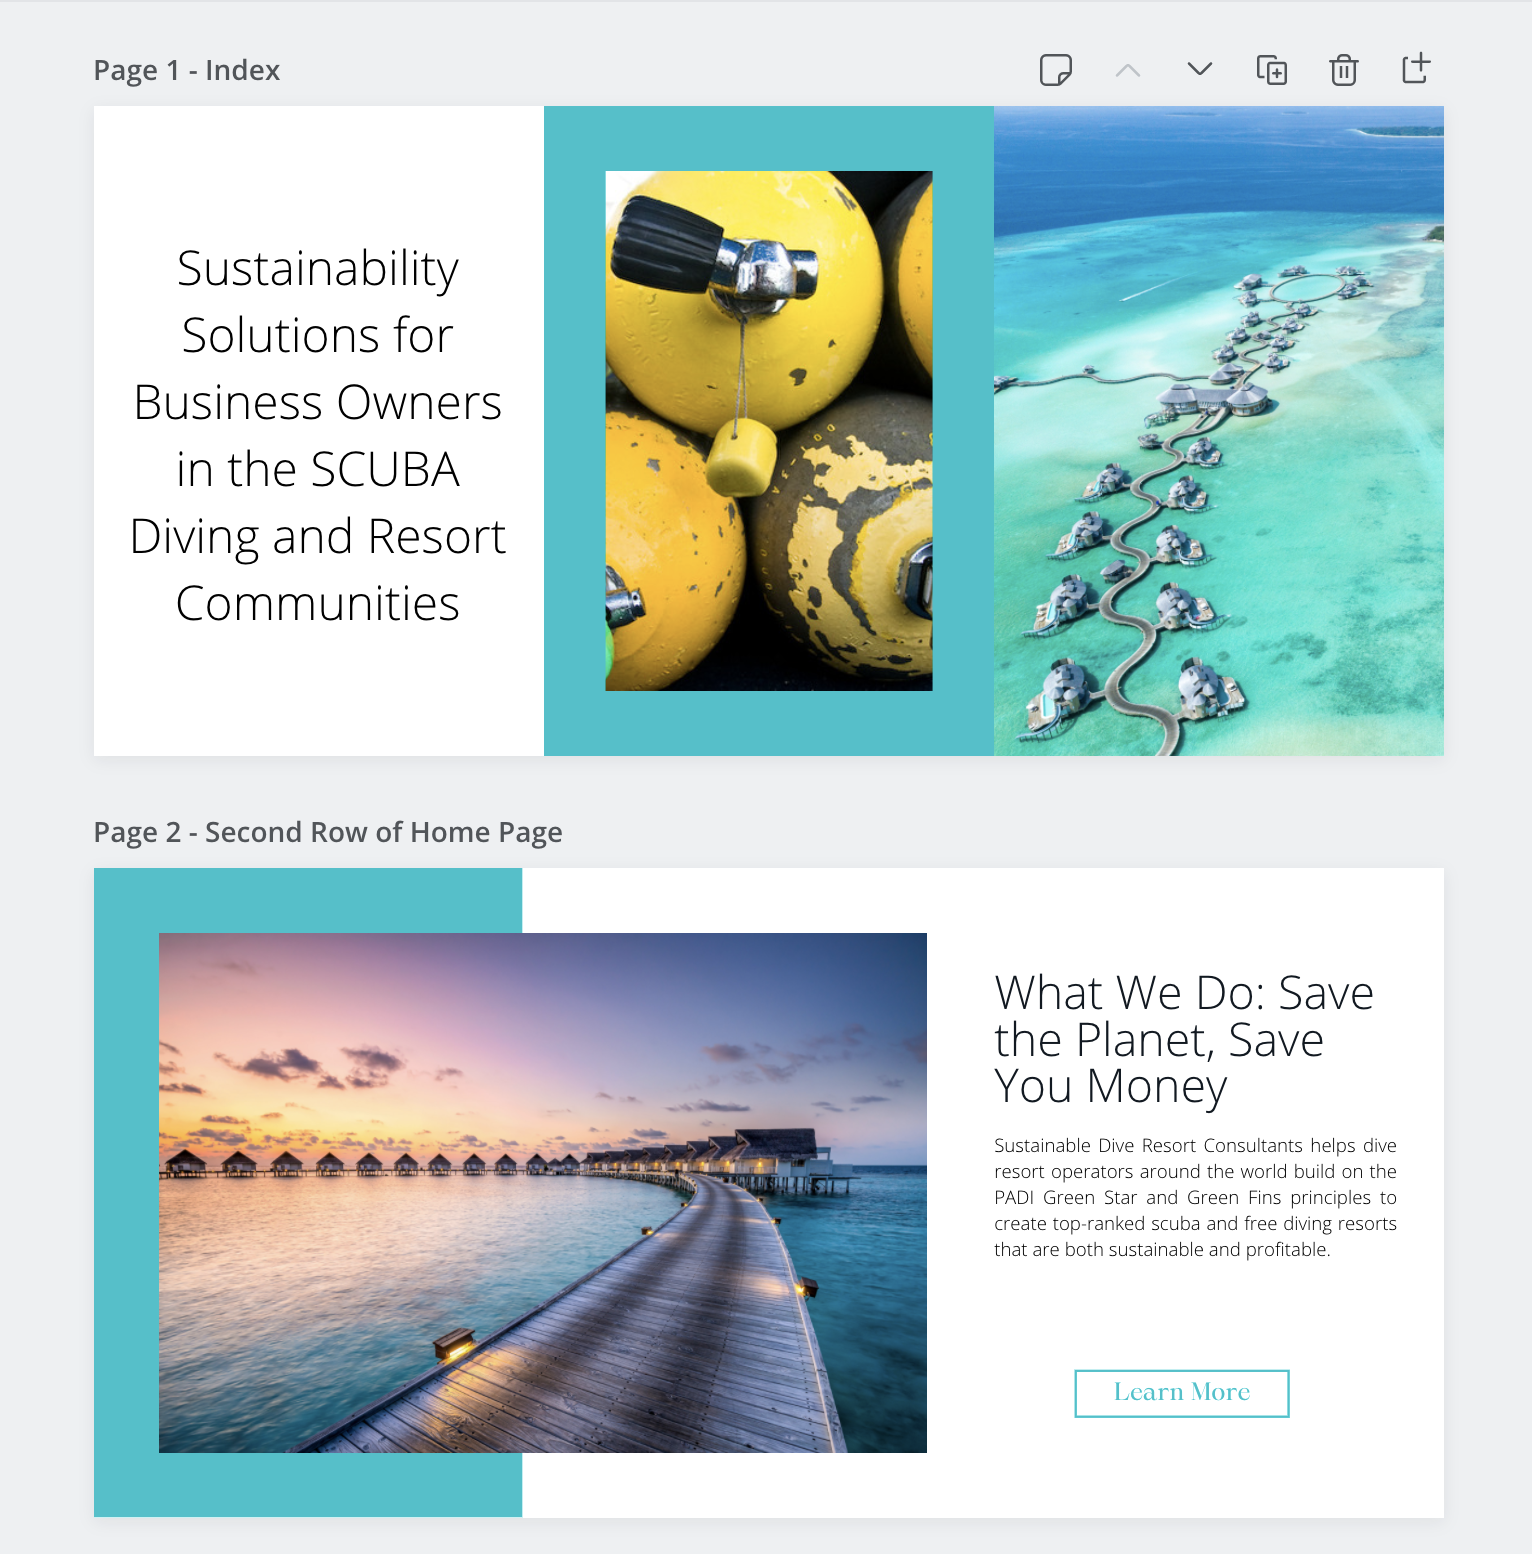 Page 1 - Index
Sustainability
Solutions for
Business Owners
in the SCUBA
Diving and Resort
Communities
Page 2 - Second Row of Home Page
What We Do: Save
the Planet, Save
You Money
Sustainable Dive Resort Consultants helps dive
resort operators around the world build on the
PADI Green Star and Green Fins principles to
create top-ranked scuba and free diving resorts
that are both sustainable and profitable.
Learn More